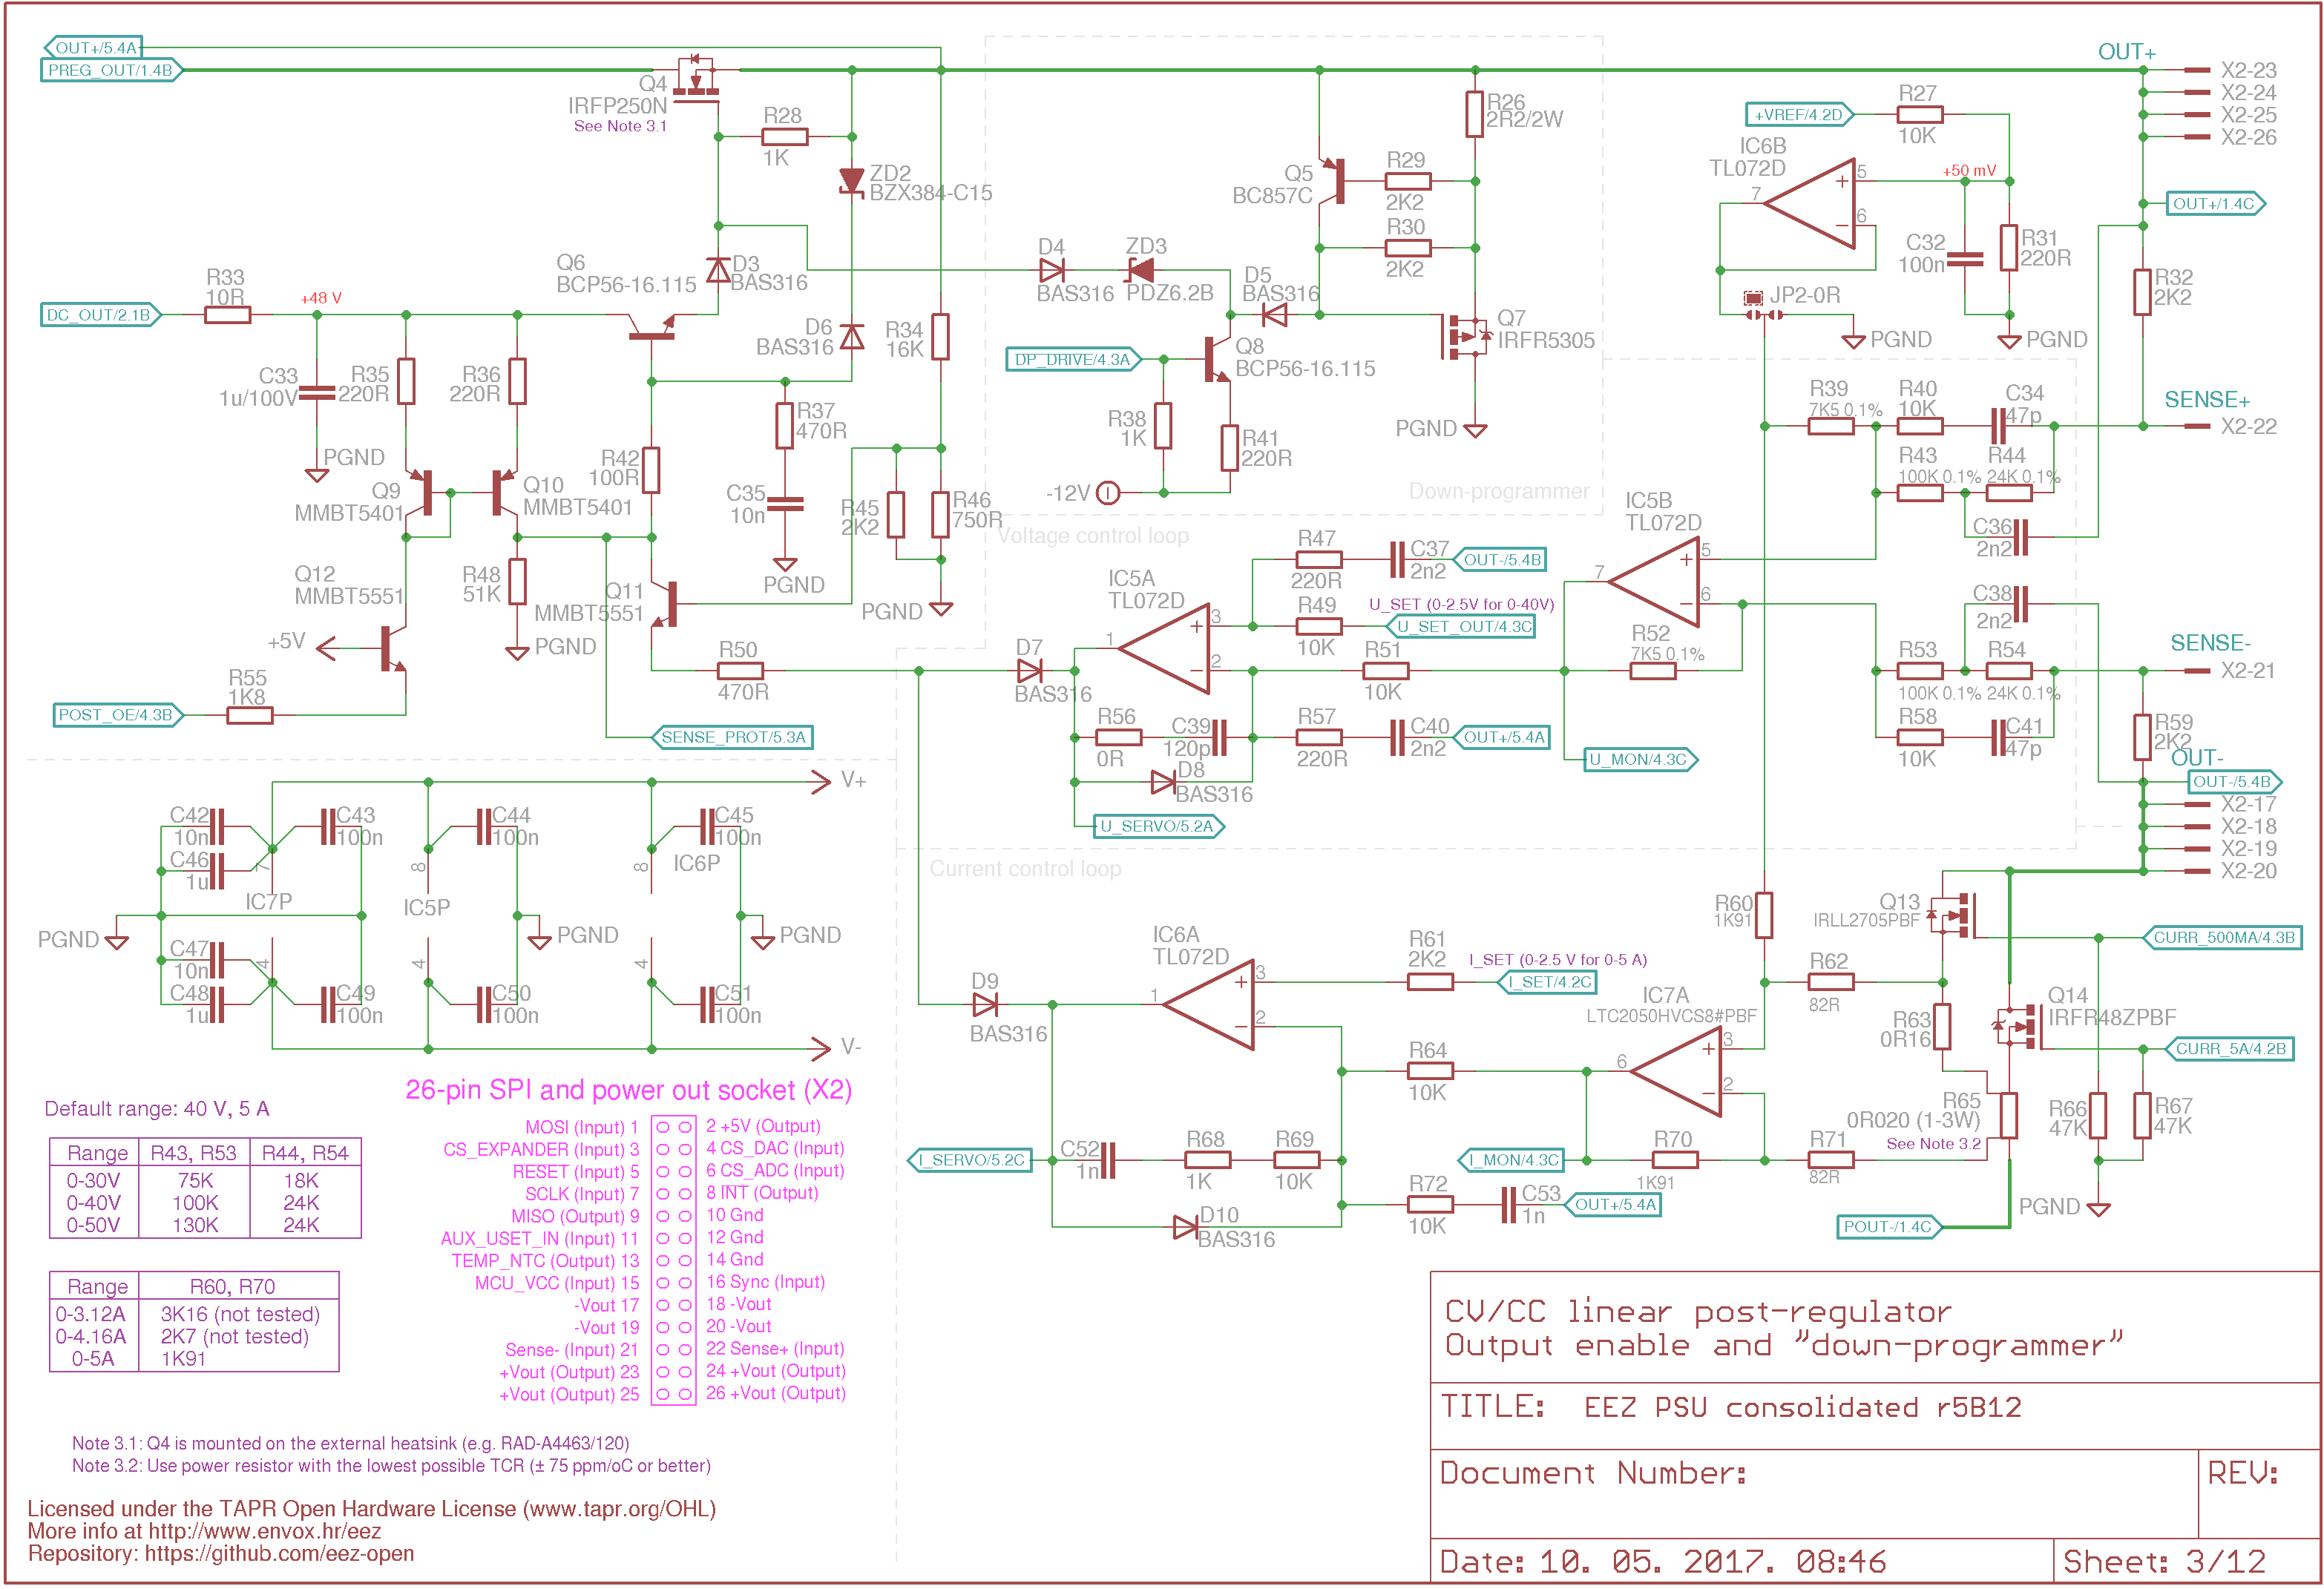 OUT+/5.4A
PREG_OUT/1.4B
Q4
IRFP250N
See Note 3.1
R28
1K
ZD2
BZX384-C15
R33
10R
DC_OUT/2.1B
+48 V
Q6
BCP56-16.115
D3
BAS316
D6
BAS316
R34
16K
C33
1u/100V
R35
220R
R36
220R
PGND
R37
470R
R42
100R
Q9
MMBT5401
Q10
MMBT5401
C35
10n
R45
2K2
R46
750R
PGND
Q12
MMBT5551
R48
51K
Q11
MMBT5551
PGND
PGND
+5V
R50
470R
R55
1K8
POST_OE/4.3B
SENSE_PROT/5.3A
R26
2R2/2W
Q5
BC857C
R29
2K2
R30
2K2
D4
BAS316
ZD3
PDZ6.2B
D5
BAS316
Q7
IRFR5305
DP_DRIVE/4.3A
Q8
BCP56-16.115
R38
1K
R41
220R
PGND
-12V
Down-programmer
OUT+
X2-23
X2-24
X2-25
X2-26
+VREF/4.2D
R27
10K
IC6B
TL072D
5
6
7
+50 mV
C32
100n
R31
220R
JP2-0R
PGND
PGND
OUT+/1.4C
R32
2K2
SENSE+
X2-22
R39
7K5 0.1%
R40
10K
C34
47p
R43
100K 0.1%
R44
24K 0.1%
C36
2n2
C38
2n2
IC5B
TL072D
5
6
7
R52
7K5 0.1%
R53
100K 0.1%
R54
24K 0.1%
R58
10K
C41
47p
SENSE-
X2-21
R59
2K2
OUT-
OUT-/5.4B
X2-17
X2-18
X2-19
X2-20
Voltage control loop
R47
220R
C37
2n2
OUT-/5.4B
IC5A
TL072D
3
2
1
R49
10K
U_SET (0-2.5V for 0-40V)
U_SET_OUT/4.3C
R51
10K
D7
BAS316
R56
0R
C39
120p
R57
220R
C40
2n2
OUT+/5.4A
D8
BAS316
U_MON/4.3C
U_SERVO/5.2A
Current control loop
V+
C42
10n
C43
100n
C46
1u
7
IC7P
C44
100n
8
IC5P
C45
100n
8
IC6P
PGND
PGND
PGND
C47
10n
C48
1u
4
C49
100n
4
C50
100n
4
C51
100n
V-
R60
1K91
Q13
IRLL2705PBF
CURR_500MA/4.3B
IC6A
TL072D
3
2
1
D9
BAS316
R61
2K2
I_SET (0-2.5 V for 0-5 A)
I_SET/4.2C
IC7A
LTC2050HVCS8#PBF
3
2
6
R62
82R
R63
0R16
Q14
IRFR48ZPBF
CURR_5A/4.2B
R64
10K
R65
0R020 (1-3W)
See Note 3.2
R66
47K
R67
47K
I_SERVO/5.2C
C52
1n
R68
1K
R69
10K
I_MON/4.3C
R70
1K91
R71
82R
D10
BAS316
R72
10K
C53
1n
OUT+/5.4A
POUT-/1.4C
PGND
Default range: 40 V, 5 A
Range R43, R53 R44, R54
0-30V 75K 18K
0-40V 100K 24K
0-50V 130K 24K
Range R60, R70
0-3.12A 3K16 (not tested)
0-4.16A 2K7 (not tested)
0-5A 1K91
26-pin SPI and power out socket (X2)
MOSI (Input) 1 2 +5V (Output)
CS_EXPANDER (Input) 3 4 CS_DAC (Input)
RESET (Input) 5 6 CS_ADC (Input)
SCLK (Input) 7 8 INT (Output)
MISO (Output) 9 10 Gnd
AUX_USET_IN (Input) 11 12 Gnd
TEMP_NTC (Output) 13 14 Gnd
MCU_VCC (Input) 15 16 Sync (Input)
-Vout 17 18 -Vout
-Vout 19 20 -Vout
Sense- (Input) 21 22 Sense+ (Input)
+Vout (Output) 23 24 +Vout (Output)
+Vout (Output) 25 26 +Vout (Output)
Note 3.1: Q4 is mounted on the external heatsink (e.g. RAD-A4463/120)
Note 3.2: Use power resistor with the lowest possible TCR (± 75 ppm/oC or better)
Licensed under the TAPR Open Hardware License (www.tapr.org/OHL)
More info at http://www.envox.hr/eez
Repository: https://github.com/eez-open
CV/CC linear post-regulator
Output enable and "down-programmer"
TITLE: EEZ PSU consolidated r5B12
Document Number:
REV:
Date: 10. 05. 2017. 08:46
Sheet: 3/12